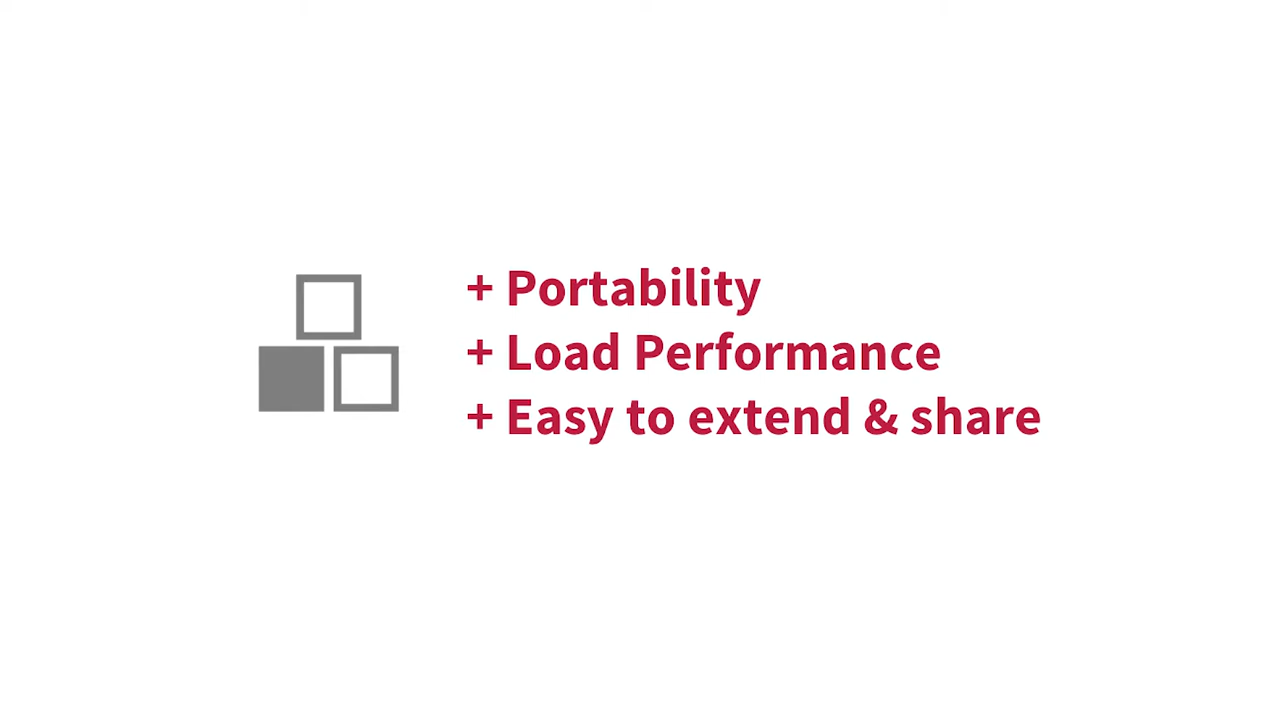 + Portability
+ Load Performance
+ Easy to extend & share